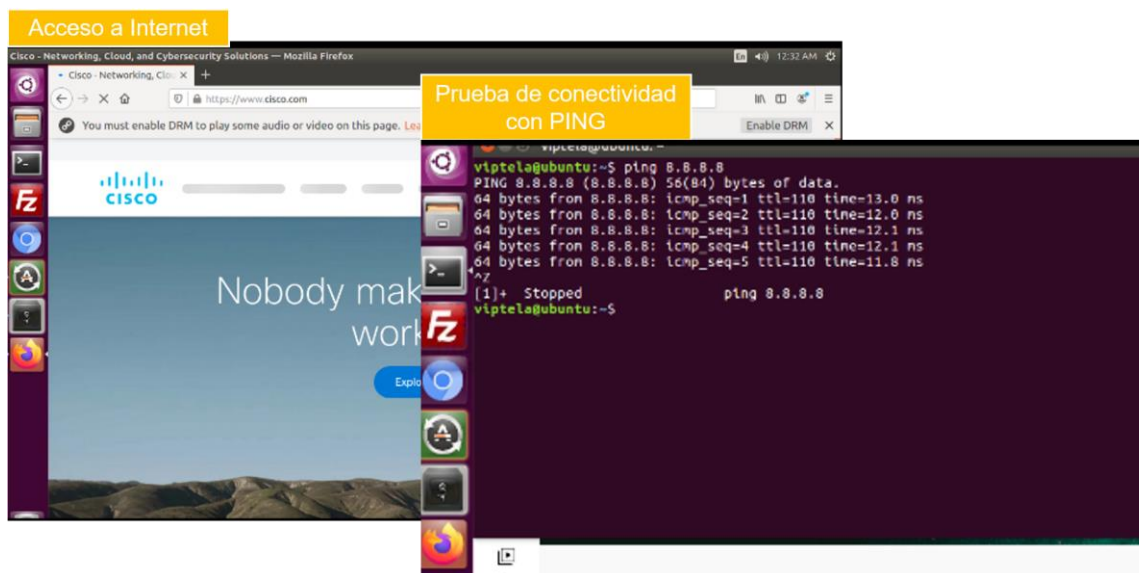 Acceso a Internet
Cisco - Networking, Cloud, and Cybersecurity Solutions — Mozilla Firefox
En 12:32 AM
Cisco - Networking, Clo
https://www.cisco.com
You must enable DRM to play some audio or video on this page. Lea
Enable DRM
CISCO
Nobody mak
work
Explo
Prueba de conectividad
con PING
viptela@ubuntu: ~
viptela@ubuntu:~$ ping 8.8.8.8
PING 8.8.8.8 (8.8.8.8) 56(84) bytes of data.
64 bytes from 8.8.8.8: icmp_seq=1 ttl=110 time=13.0 ms
64 bytes from 8.8.8.8: icmp_seq=2 ttl=110 time=12.0 ms
64 bytes from 8.8.8.8: icmp_seq=3 ttl=110 time=12.1 ms
64 bytes from 8.8.8.8: icmp_seq=4 ttl=110 time=12.1 ms
64 bytes from 8.8.8.8: icmp_seq=5 ttl=110 time=11.8 ms
^Z
[1]+ Stopped ping 8.8.8.8
viptela@ubuntu:~$